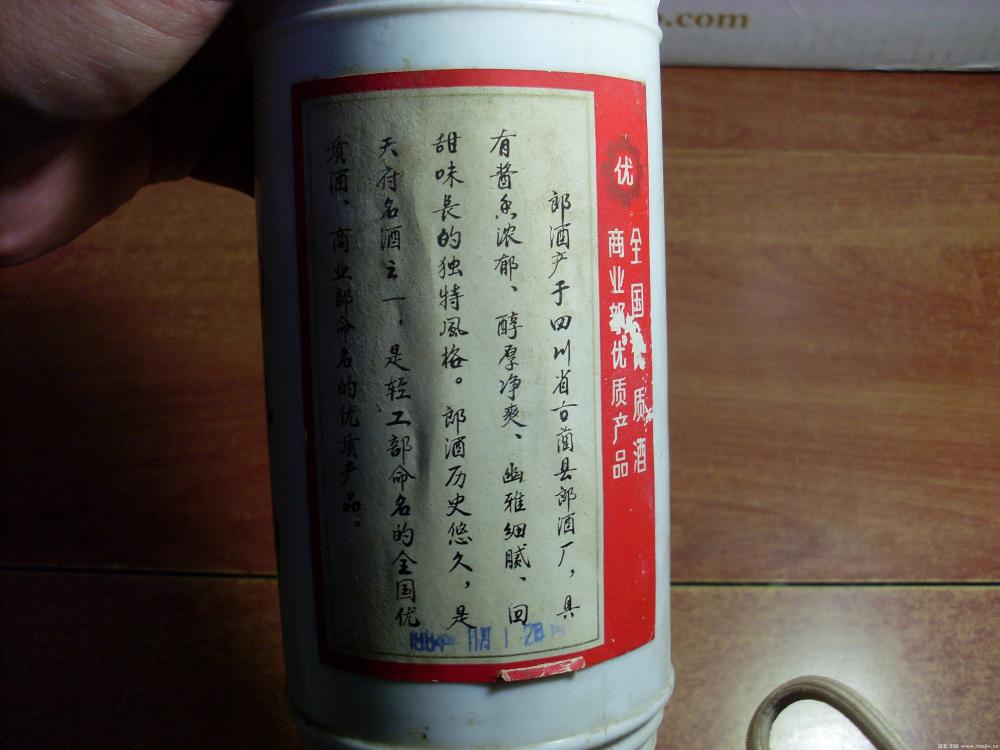 .com
优
全国优质酒
商业部优质产品
郎酒产于四川省古蔺县郎酒厂，具
有酱香浓郁、醇厚净爽、幽雅细腻、回
甜味長的独特風格。郎酒历史悠久，是
天府名酒之一，是轻工部命名的全国优
质酒、商业部命名的优质产品。